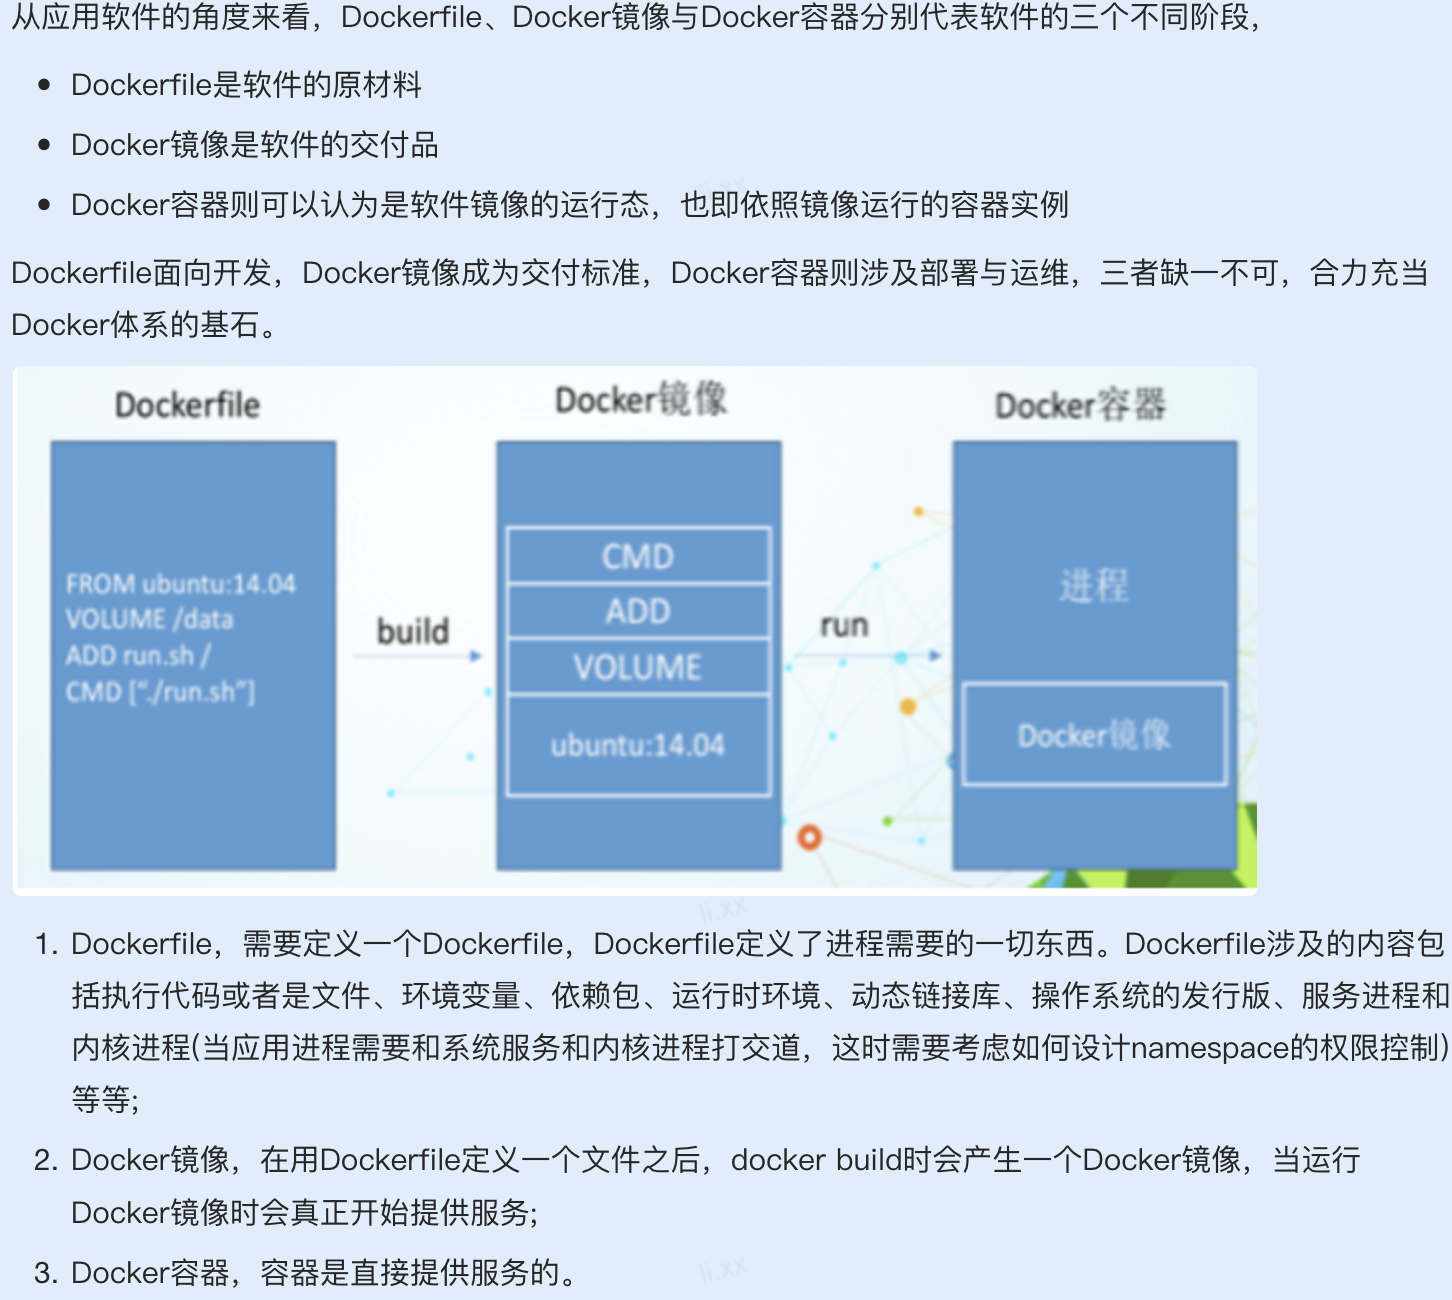 从应用软件的角度来看，Dockerfile、Docker镜像与Docker容器分别代表软件的三个不同阶段，
• Dockerfile是软件的原材料
• Docker镜像是软件的交付品
• Docker容器则可以认为是软件镜像的运行态，也即依照镜像运行的容器实例
Dockerfile面向开发，Docker镜像成为交付标准，Docker容器则涉及部署与运维，三者缺一不可，合力充当
Docker体系的基石。
Dockerfile
FROM ubuntu:14.04
VOLUME /data
ADD run.sh /
CMD [“./run.sh”]
build
Docker镜像
CMD
ADD
VOLUME
ubuntu:14.04
run
Docker容器
进程
Docker镜像
1. Dockerfile，需要定义一个Dockerfile，Dockerfile定义了进程需要的一切东西。Dockerfile涉及的内容包
括执行代码或者是文件、环境变量、依赖包、运行时环境、动态链接库、操作系统的发行版、服务进程和
内核进程(当应用进程需要和系统服务和内核进程打交道，这时需要考虑如何设计namespace的权限控制)
等等;
2. Docker镜像，在用Dockerfile定义一个文件之后，docker build时会产生一个Docker镜像，当运行
Docker镜像时会真正开始提供服务;
3. Docker容器，容器是直接提供服务的。
li.xx
li.xx
li.xx